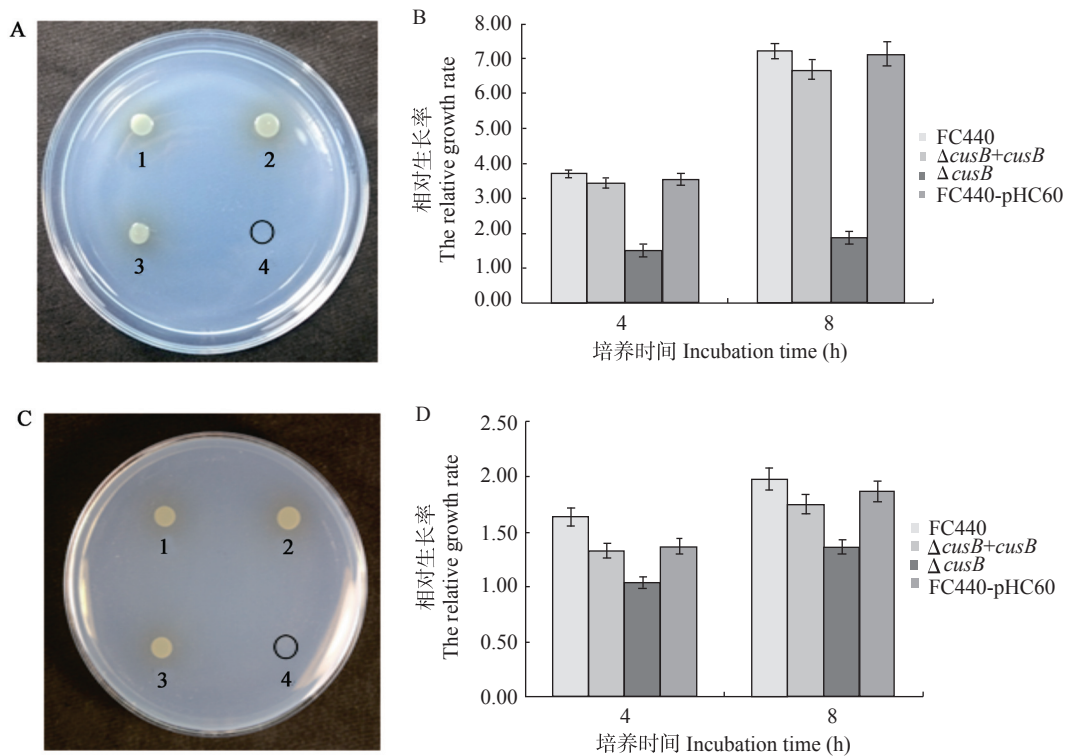 A
1
2
3
4
B
8.00
7.00
6.00
5.00
4.00
3.00
2.00
1.00
0.00
相对生长率
The relative growth rate
4
8
培养时间 Incubation time (h)
FC440
ΔcusB+cusB
ΔcusB
FC440-pHC60
C
1
2
3
4
D
2.50
2.00
1.50
1.00
0.50
0.00
相对生长率
The relative growth rate
4
8
培养时间 Incubation time (h)
FC440
ΔcusB+cusB
ΔcusB
FC440-pHC60